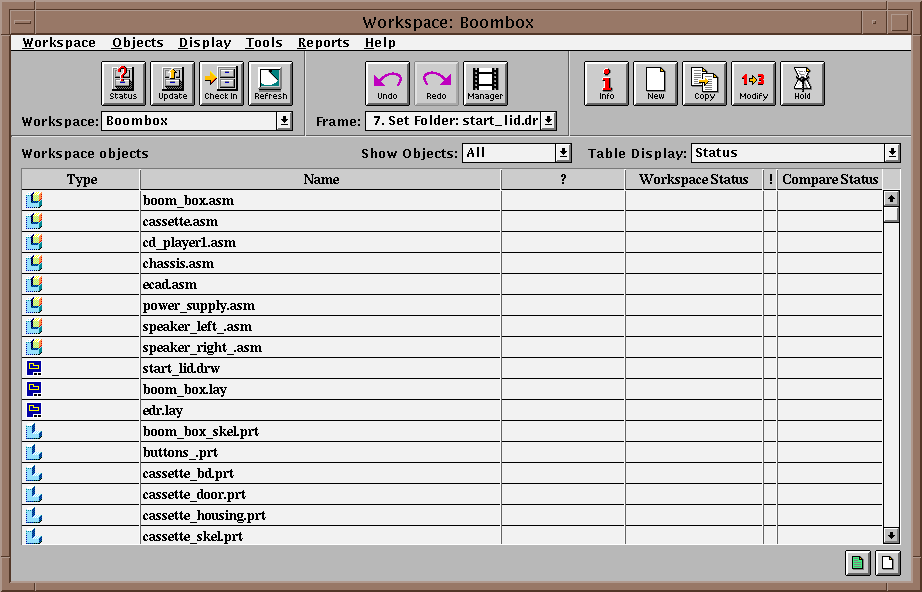 Workspace: Boombox
Workspace Objects Display Tools Reports Help
Status Update Check In Refresh Undo Redo Manager Info New Copy 1→3 Modify Hold
Workspace: Boombox Frame: 7. Set Folder: start_lid.dr
Workspace objects Show Objects: All Table Display: Status
Type Name ? Workspace Status ! Compare Status
boom_box.asm
cassette.asm
cd_player1.asm
chassis.asm
ecad.asm
power_supply.asm
speaker_left_.asm
speaker_right_.asm
start_lid.drw
boom_box.lay
edr.lay
boom_box_skel.prt
buttons_.prt
cassette_bd.prt
cassette_door.prt
cassette_housing.prt
cassette_skel.prt